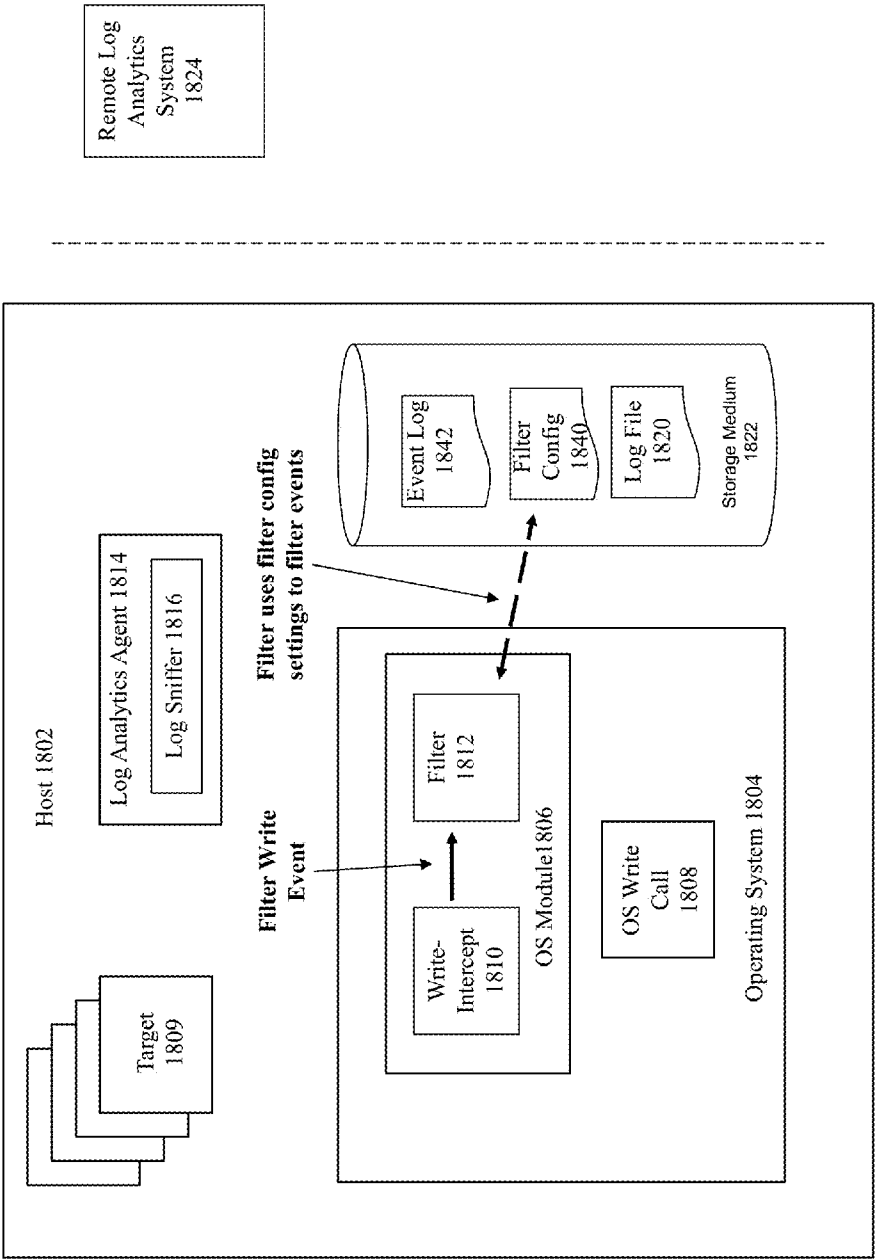 Host 1802
Remote Log
Analytics
System
1824
Target
1809
Log Analytics Agent 1814
Log Sniffer 1816
Filter Write
Event
Filter uses filter config
settings to filter events
Write-
Intercept
1810
Filter
1812
OS Module1806
OS Write
Call
1808
Operating System 1804
Event Log
1842
Filter
Config
1840
Log File
1820
Storage Medium
1822